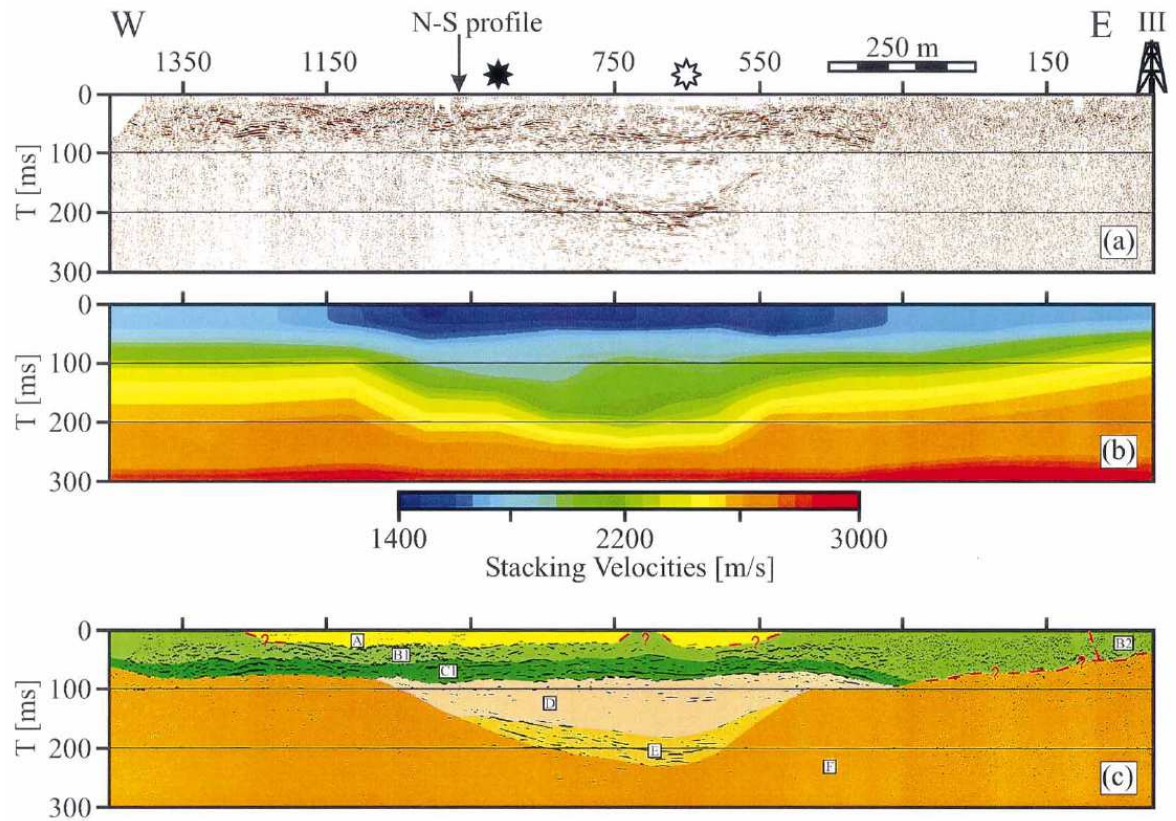 W N-S profile E III
1350 1150 750 550 250 m 150
0
100
200
300
T [ms]
(a)
0
100
200
300
T [ms]
(b)
1400 2200 3000
Stacking Velocities [m/s]
0
100
200
300
T [ms]
? ? ? ? ?
A
B1
B2
C1
D
E
F
(c)